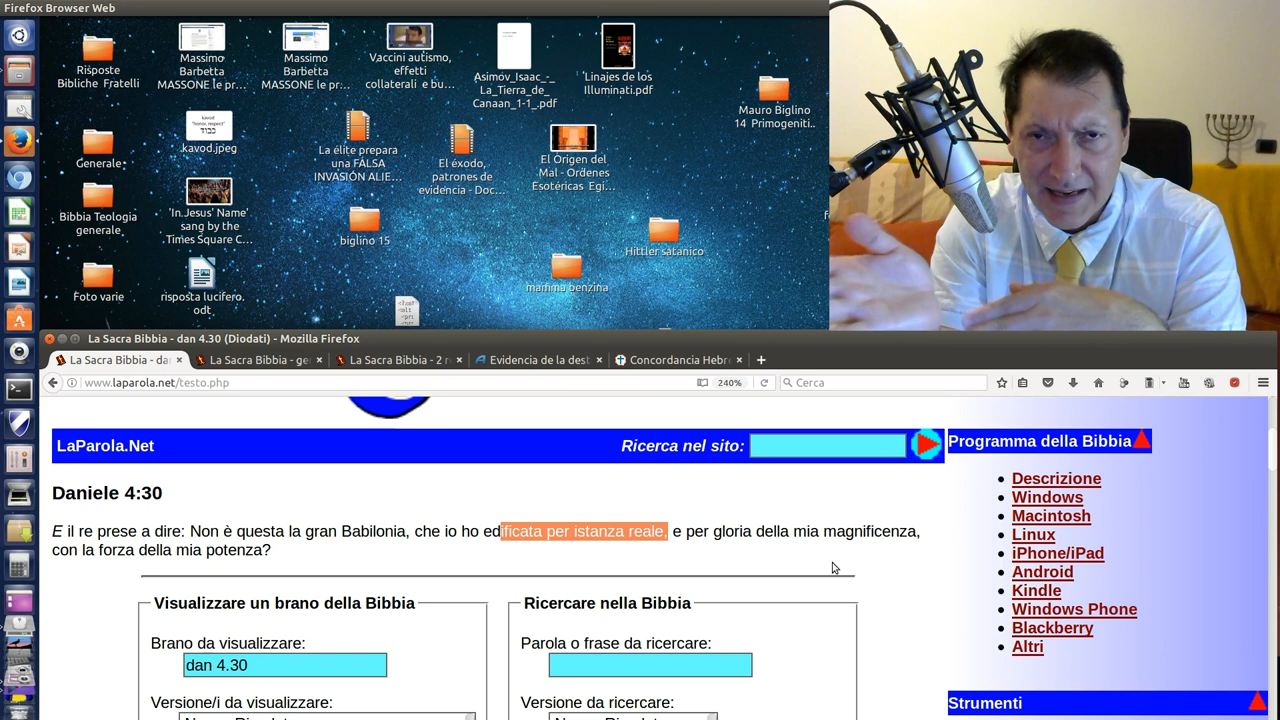 Firefox Browser Web
Risposte
Bibliche Fratelli
Massimo
Barbetta
MASSONE le pr...
Massimo
Barbetta
MASSONE le pr...
Vaccini autismo
effetti
collaterali e bu...
Asimov_Isaac_-_
La_Tierra_de_
Canaan_1-1_.pdf
Linajes de los
Illuminati.pdf
Mauro Biglino
14 Primogeniti..
Generale
kavod
"honor, respect"
כבוד
kavod.jpeg
La élite prepara
una FALSA
INVASIÓN ALIE...
El éxodo,
patrones de
evidencia - Doc...
El Origen del
Mal - Ordenes
Esotéricas Egi...
Bibbia Teologia
generale
'In Jesus' Name'
sang by the
Times Square C...
biglino 15
Hittler satanico
Foto varie
risposta lucifero.
odt
mamma benzina
La Sacra Bibbia - dan 4.30 (Diodati) - Mozilla Firefox
La Sacra Bibbia - da
La Sacra Bibbia - ge
La Sacra Bibbia - 2 r
Evidencia de la dest
Concordancia Hebr
www.laparola.net/testo.php
240%
Cerca
LaParola.Net
Ricerca nel sito:
Programma della Bibbia
Daniele 4:30
E il re prese a dire: Non è questa la gran Babilonia, che io ho edificata per istanza reale, e per gloria della mia magnificenza,
con la forza della mia potenza?
Descrizione
Windows
Macintosh
Linux
iPhone/iPad
Android
Kindle
Windows Phone
Blackberry
Altri
Visualizzare un brano della Bibbia
Ricercare nella Bibbia
Brano da visualizzare:
dan 4.30
Parola o frase da ricercare:
Versione/i da visualizzare:
Versione da ricercare:
Strumenti